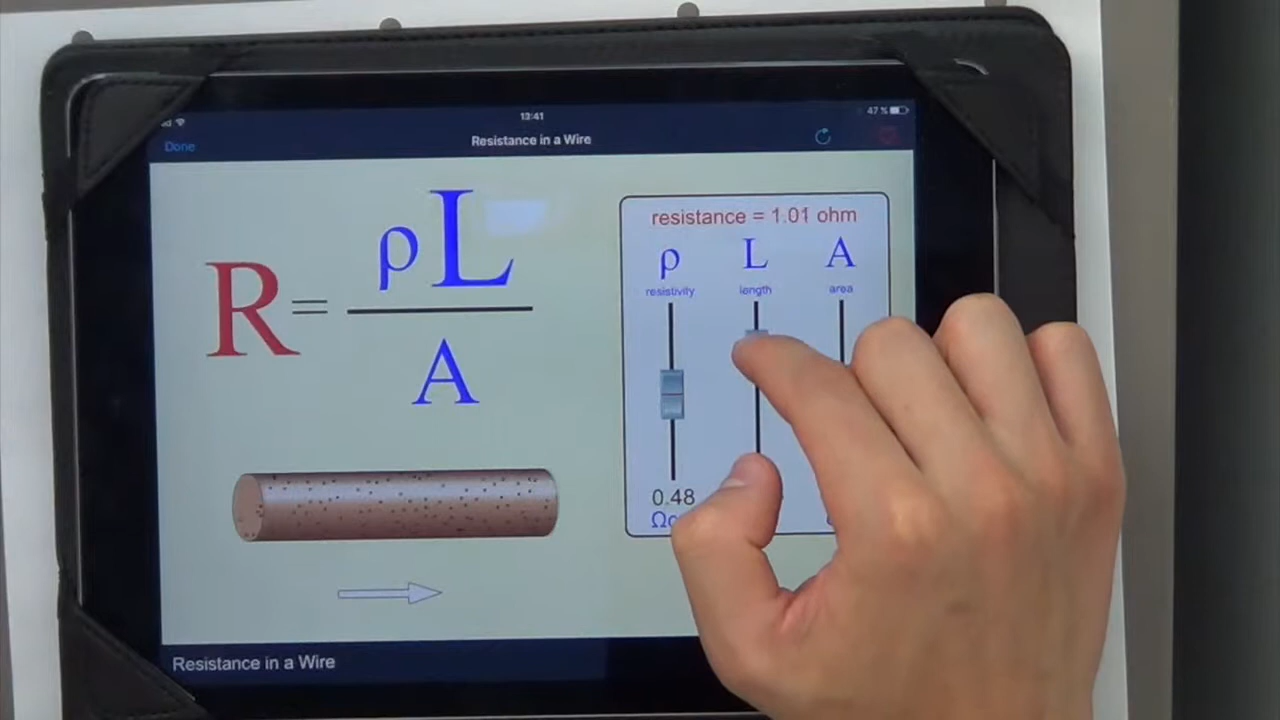 13:41
47 %
Done
Resistance in a Wire
R = ρL
A
resistance = 1.01 ohm
ρ L A
resistivity length area
0.48
Resistance in a Wire